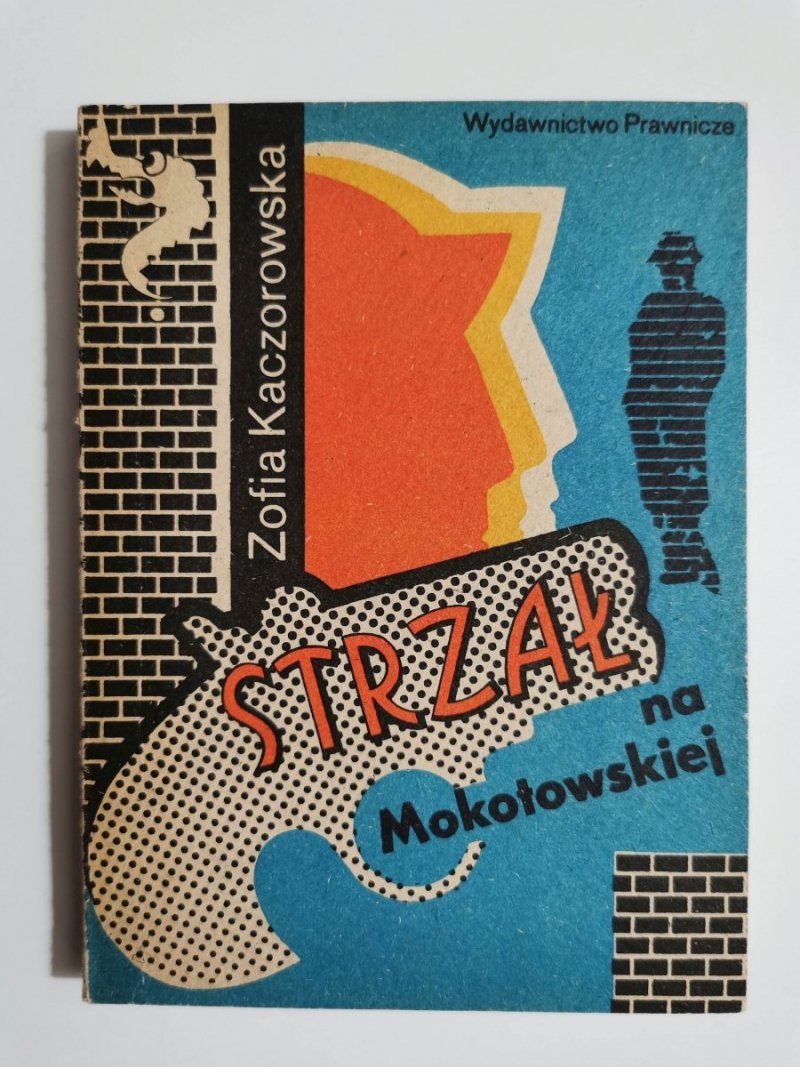 Wydawnictwo Prawnicze
Zofia Kaczorowska
STRZAŁ
na
Mokołowskiej